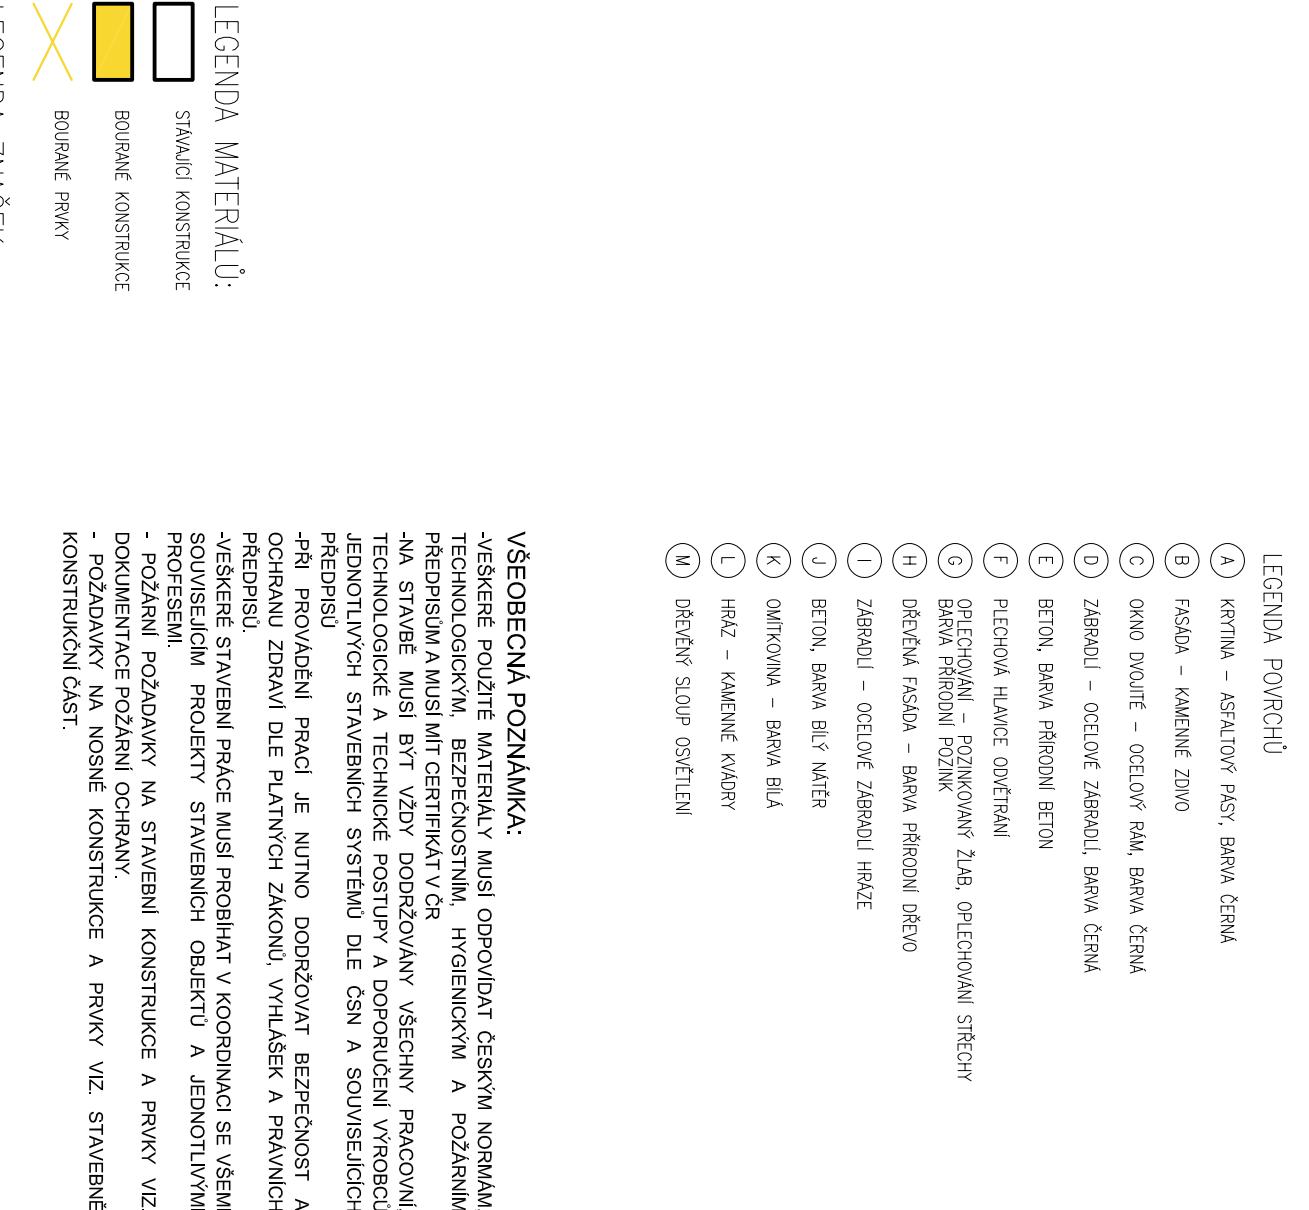 LEGENDA POVRCHŮ
A KRYTINA – ASFALTOVÝ PÁSY, BARVA ČERNÁ
B FASÁDA – KAMENNÉ ZDIVO
C OKNO DVOJITÉ – OCELOVÝ RÁM, BARVA ČERNÁ
D ZÁBRADLÍ – OCELOVÉ ZÁBRADLÍ, BARVA ČERNÁ
E BETON, BARVA PŘÍRODNÍ BETON
F PLECHOVÁ HLAVICE ODVĚTRÁNÍ
G OPLECHOVÁNÍ – POZINKOVANÝ ŽLAB, OPLECHOVÁNÍ STŘECHY
BARVA PŘÍRODNÍ POZINK
H DŘEVĚNÁ FASÁDA – BARVA PŘÍRODNÍ DŘEVO
I ZÁBRADLÍ – OCELOVÉ ZÁBRADLÍ HRÁZE
J BETON, BARVA BÍLÝ NÁTĚR
K OMÍTKOVINA – BARVA BÍLÁ
L HRÁZ – KAMENNÉ KVÁDRY
M DŘEVĚNÝ SLOUP OSVĚTLENÍ
VŠEOBECNÁ POZNÁMKA:
-VEŠKERÉ POUŽITÉ MATERIÁLY MUSÍ ODPOVÍDAT ČESKÝM NORMÁM,
TECHNOLOGICKÝM, BEZPEČNOSTNÍM, HYGIENICKÝM A POŽÁRNÍM
PŘEDPISŮM A MUSÍ MÍT CERTIFIKÁT V ČR
-NA STAVBĚ MUSÍ BÝT VŽDY DODRŽOVÁNY VŠECHNY PRACOVNÍ,
TECHNOLOGICKÉ A TECHNICKÉ POSTUPY A DOPORUČENÍ VÝROBCŮ
JEDNOTLIVÝCH STAVEBNÍCH SYSTÉMŮ DLE ČSN A SOUVISEJÍCÍCH
PŘEDPISŮ
-PŘI PROVÁDĚNÍ PRACÍ JE NUTNO DODRŽOVAT BEZPEČNOST A
OCHRANU ZDRAVÍ DLE PLATNÝCH ZÁKONŮ, VYHLÁŠEK A PRÁVNÍCH
PŘEDPISŮ.
-VEŠKERÉ STAVEBNÍ PRÁCE MUSÍ PROBÍHAT V KOORDINACI SE VŠEMI
SOUVISEJÍCÍM PROJEKTY STAVEBNÍCH OBJEKTŮ A JEDNOTLIVÝMI
PROFESEMI.
- POŽÁRNÍ POŽADAVKY NA STAVEBNÍ KONSTRUKCE A PRVKY VIZ.
DOKUMENTACE POŽÁRNÍ OCHRANY.
- POŽADAVKY NA NOSNÉ KONSTRUKCE A PRVKY VIZ. STAVEBNĚ
KONSTRUKČNÍ ČÁST.
LEGENDA MATERIÁLŮ:
STÁVAJÍCÍ KONSTRUKCE
BOURANÉ KONSTRUKCE
BOURANÉ PRVKY
LEGENDA ZNAČEK